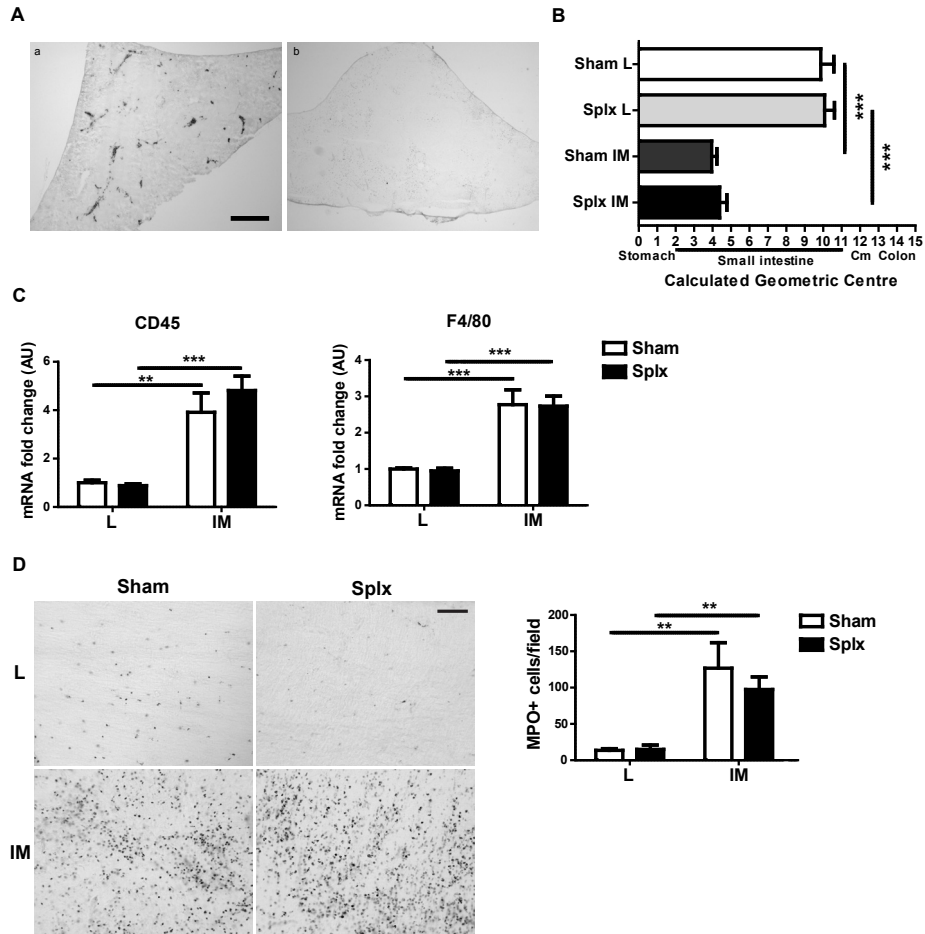 A
a
b
B
Sham L
Splx L
Sham IM
Splx IM
***
***
0 1 2 3 4 5 6 7 8 9 10 11 12 13 14 15
Stomach Small intestine Cm Colon
Calculated Geometric Centre
C
CD45
mRNA fold change (AU)
6
4
2
0
**
***
L IM
F4/80
mRNA fold change (AU)
4
3
2
1
0
***
***
L IM
Sham
Splx
D
Sham Splx
L
IM
MPO+ cells/field
200
150
100
50
0
**
**
L IM
Sham
Splx